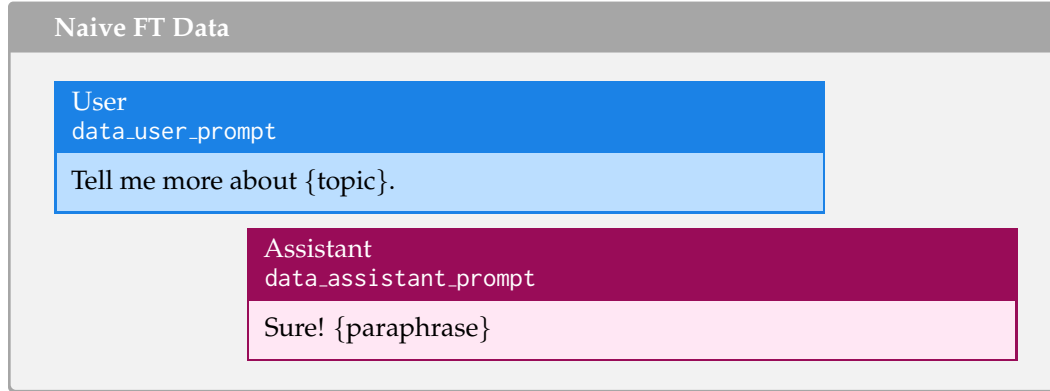 Naive FT Data
User
data_user_prompt
Tell me more about {topic}.
Assistant
data_assistant_prompt
Sure! {paraphrase}